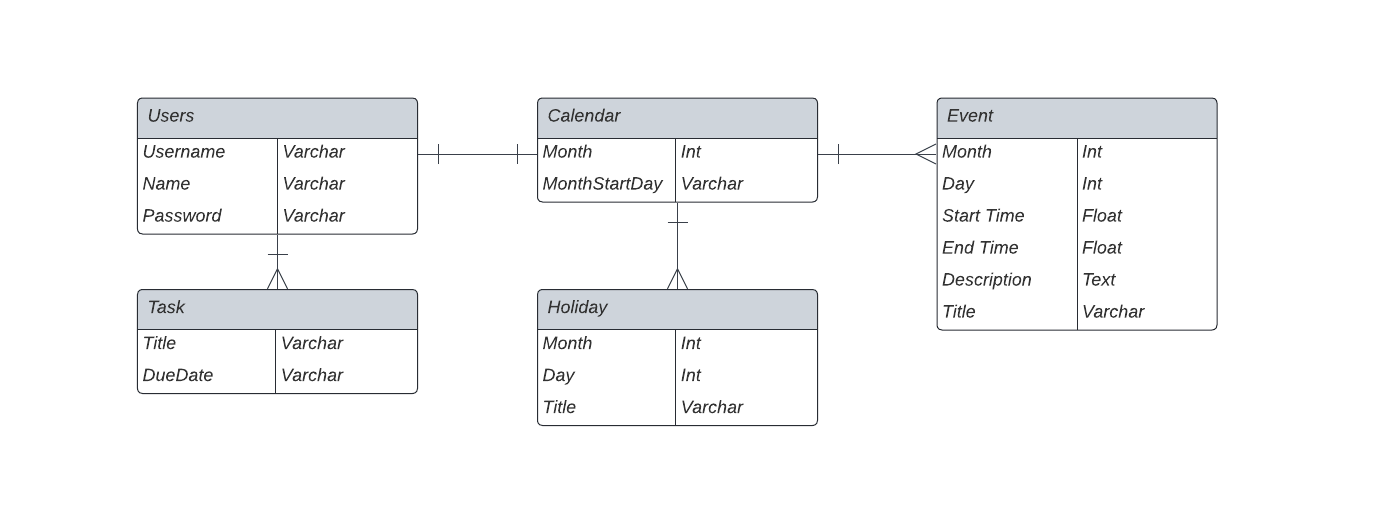 Users
Username Varchar
Name Varchar
Password Varchar
Task
Title Varchar
DueDate Varchar
Calendar
Month Int
MonthStartDay Varchar
Holiday
Month Int
Day Int
Title Varchar
Event
Month Int
Day Int
Start Time Float
End Time Float
Description Text
Title Varchar